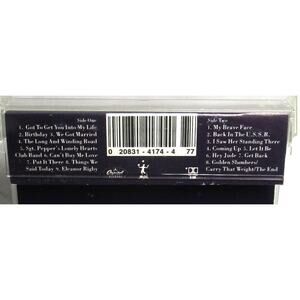 Side One
1. Got To Get You Into My Life
2. Birthday 3. We Got Married
4. The Long And Winding Road
5. Sgt. Pepper's Lonely Hearts
Club Band 6. Can't Buy Me Love
7. Put It There 8. Things We
Said Today 9. Eleanor Rigby
0 20831 - 4174 - 4 77
Capitol
Side Two
1. My Brave Face
2. Back In The U.S.S.R.
3. I Saw Her Standing There
4. Coming Up 5. Let It Be
6. Hey Jude 7. Get Back
8. Golden Slumbers/
Carry That Weight/The End